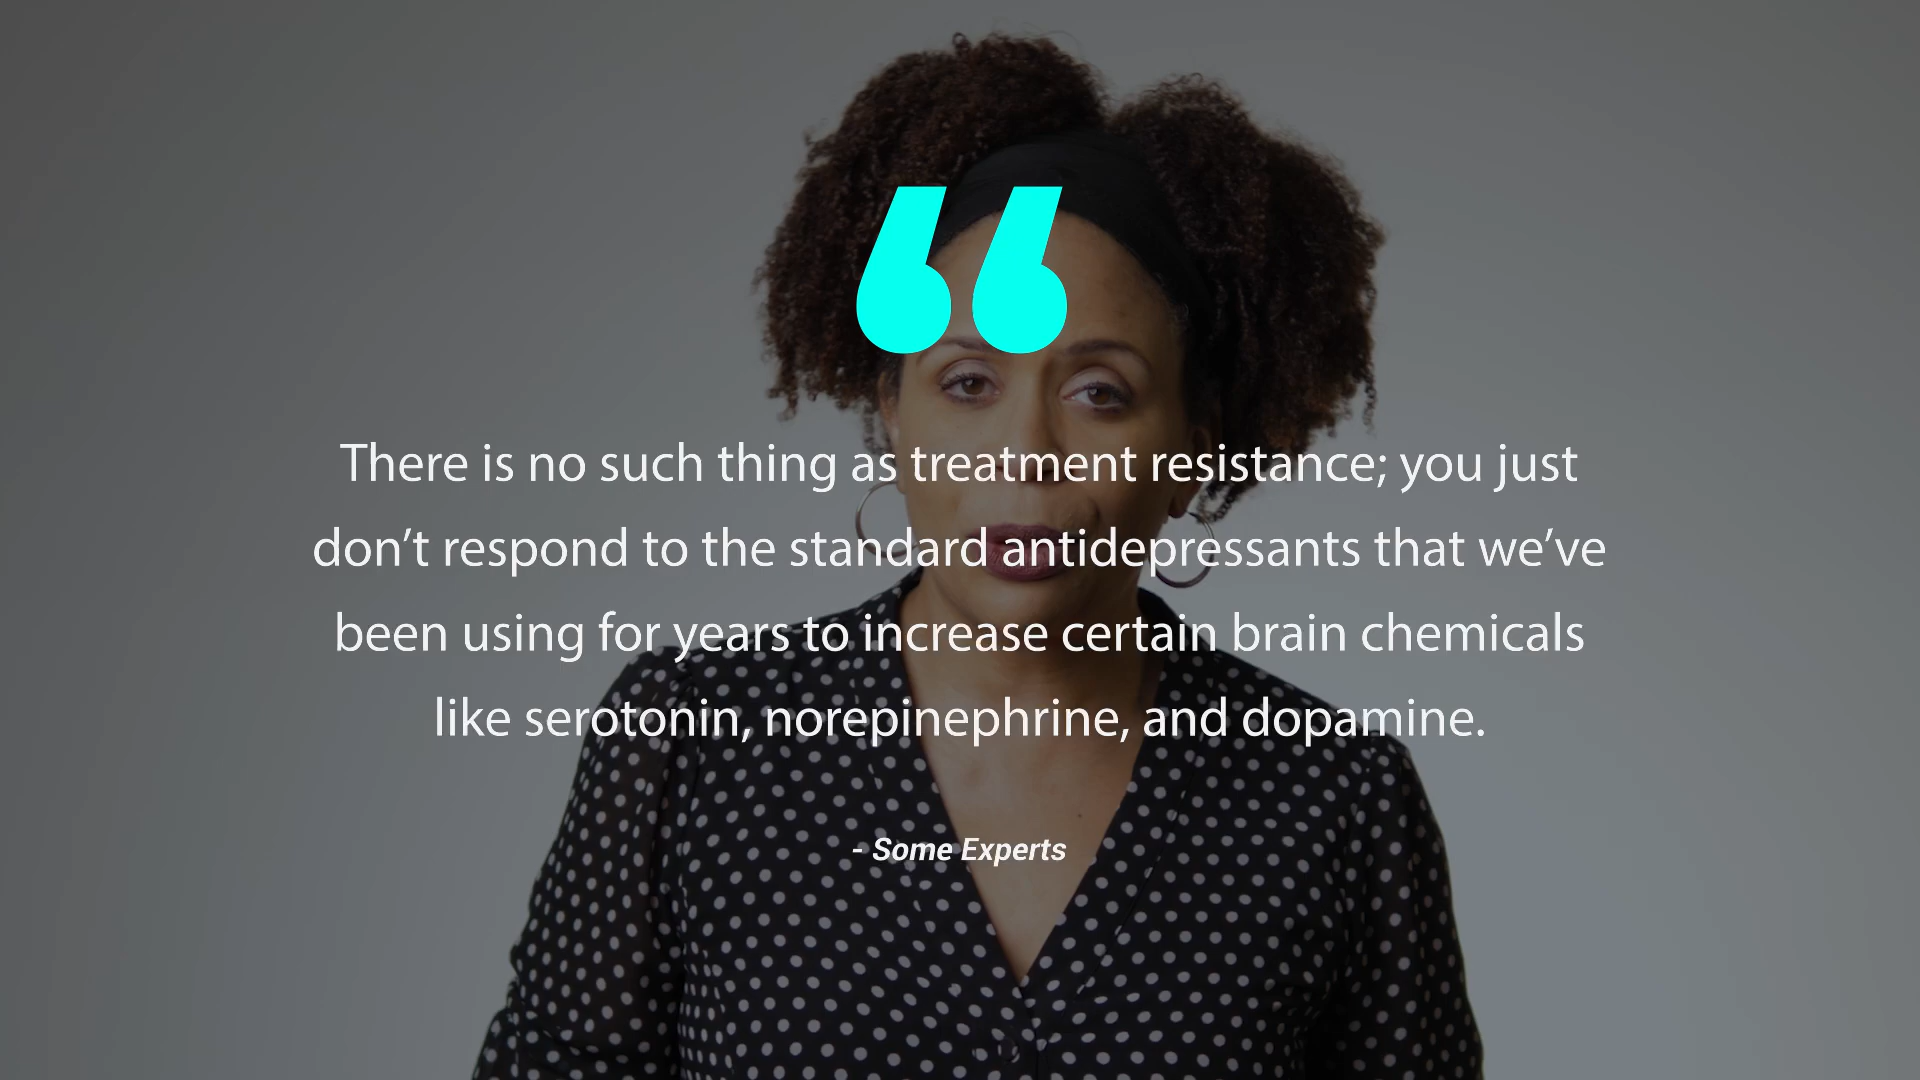 “
There is no such thing as treatment resistance; you just
don’t respond to the standard antidepressants that we’ve
been using for years to increase certain brain chemicals
like serotonin, norepinephrine, and dopamine.
- Some Experts